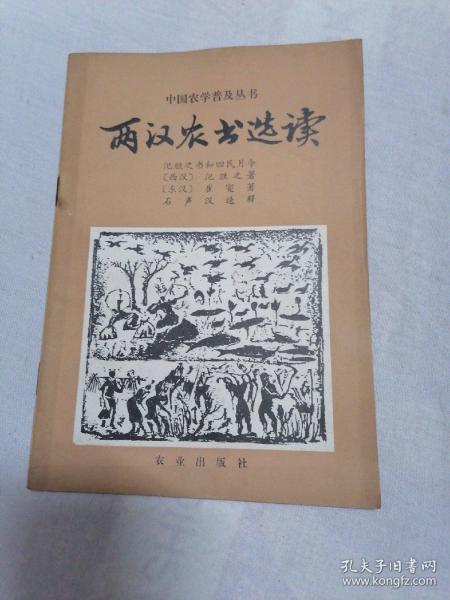 中国农学普及丛书
两汉农书选读
氾胜之书和四民月令
〔西汉〕 氾胜之著
〔东汉〕 崔寔著
石声汉选释
农业出版社
孔夫子旧书网
www.kongfz.com